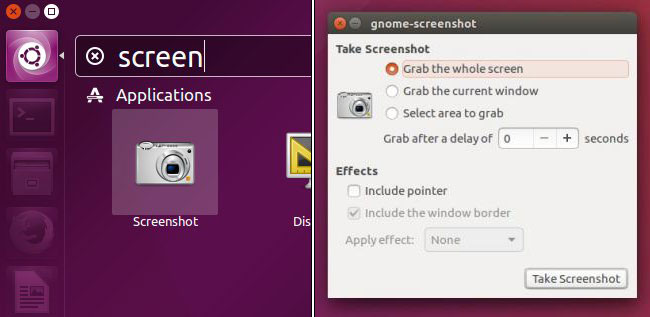 screen
Applications
Screenshot
Dis
gnome-screenshot
Take Screenshot
Grab the whole screen
Grab the current window
Select area to grab
Grab after a delay of 0 − + seconds
Effects
Include pointer
Include the window border
Apply effect: None
Take Screenshot